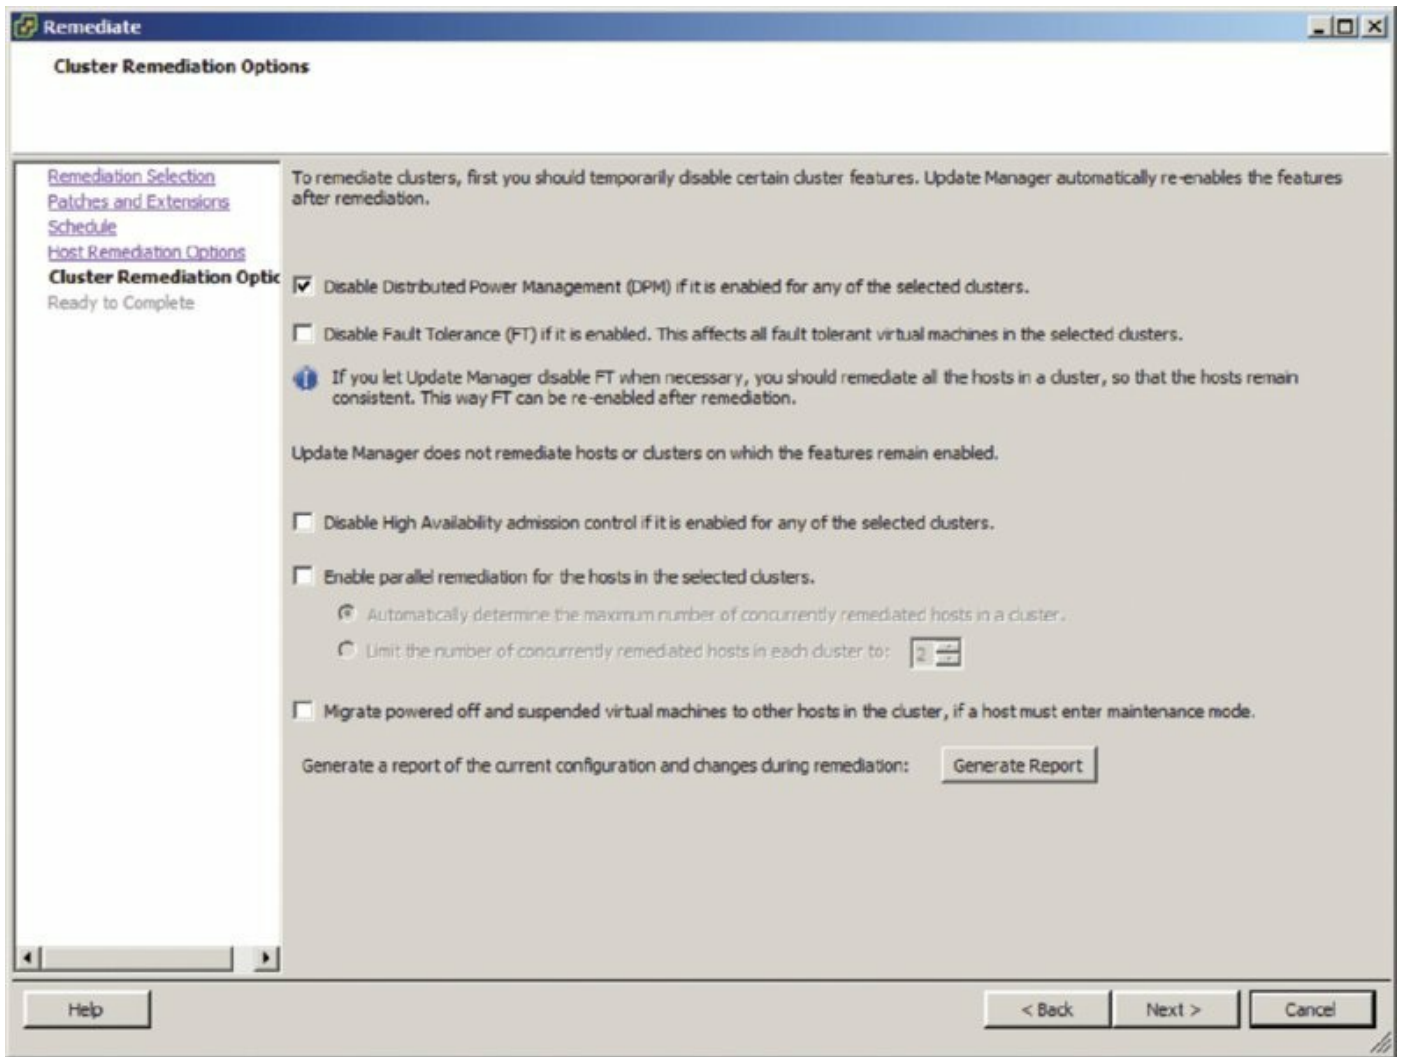 Remediate
Cluster Remediation Options
Remediation Selection
Patches and Extensions
Schedule
Host Remediation Options
Cluster Remediation Optic
Ready to Complete
To remediate clusters, first you should temporarily disable certain cluster features. Update Manager automatically re-enables the features
after remediation.
Disable Distributed Power Management (DPM) if it is enabled for any of the selected clusters.
Disable Fault Tolerance (FT) if it is enabled. This affects all fault tolerant virtual machines in the selected clusters.
If you let Update Manager disable FT when necessary, you should remediate all the hosts in a cluster, so that the hosts remain
consistent. This way FT can be re-enabled after remediation.
Update Manager does not remediate hosts or clusters on which the features remain enabled.
Disable High Availability admission control if it is enabled for any of the selected clusters.
Enable parallel remediation for the hosts in the selected clusters.
Automatically determine the maximum number of concurrently remediated hosts in a cluster.
Limit the number of concurrently remediated hosts in each cluster to: 2
Migrate powered off and suspended virtual machines to other hosts in the cluster, if a host must enter maintenance mode.
Generate a report of the current configuration and changes during remediation: Generate Report
Help < Back Next > Cancel